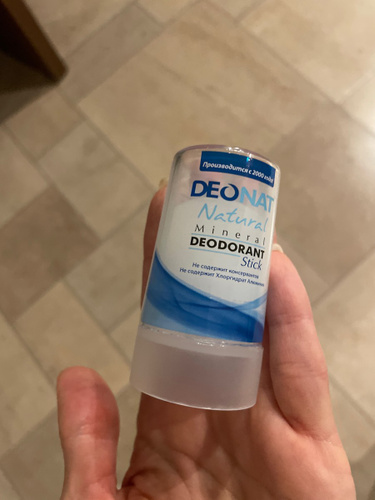 Производится с 2000 года
DEONAT
Natural
Mineral
DEODORANT
Stick
Не содержит консервантов
Не содержит Хлоргидрат Алюминия